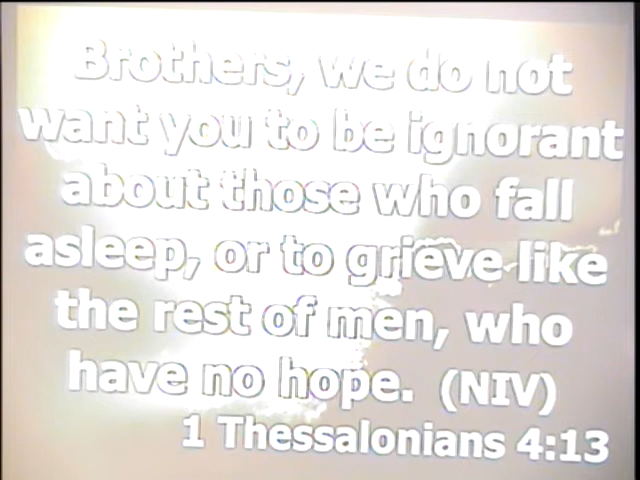 Brothers, we do not
want you to be ignorant
about those who fall
asleep, or to grieve like
the rest of men, who
have no hope. (NIV)
1 Thessalonians 4:13